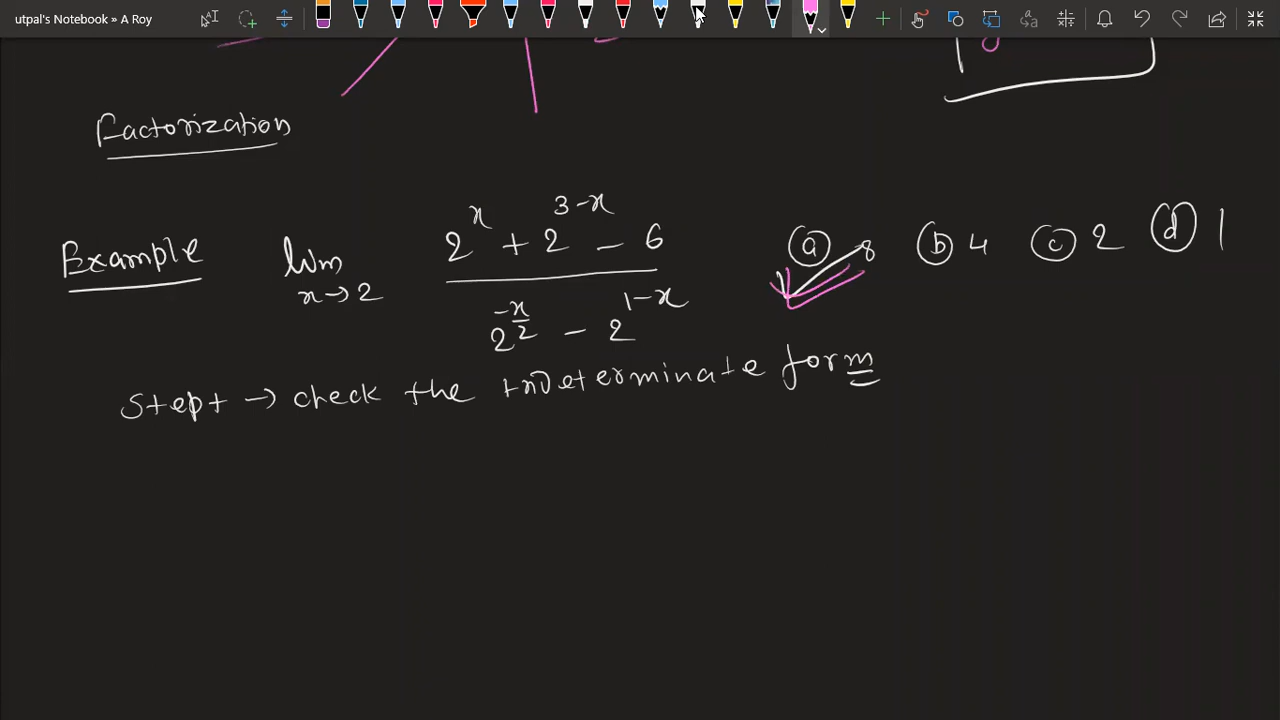 utpal's Notebook » A Roy
Factorization
Example lim x→2 (2^x + 2^(3-x) - 6) / (2^(-x/2) - 2^(1-x)) (a) 8 (b) 4 (c) 2 (d) 1
Step1 → check the Indeterminate form